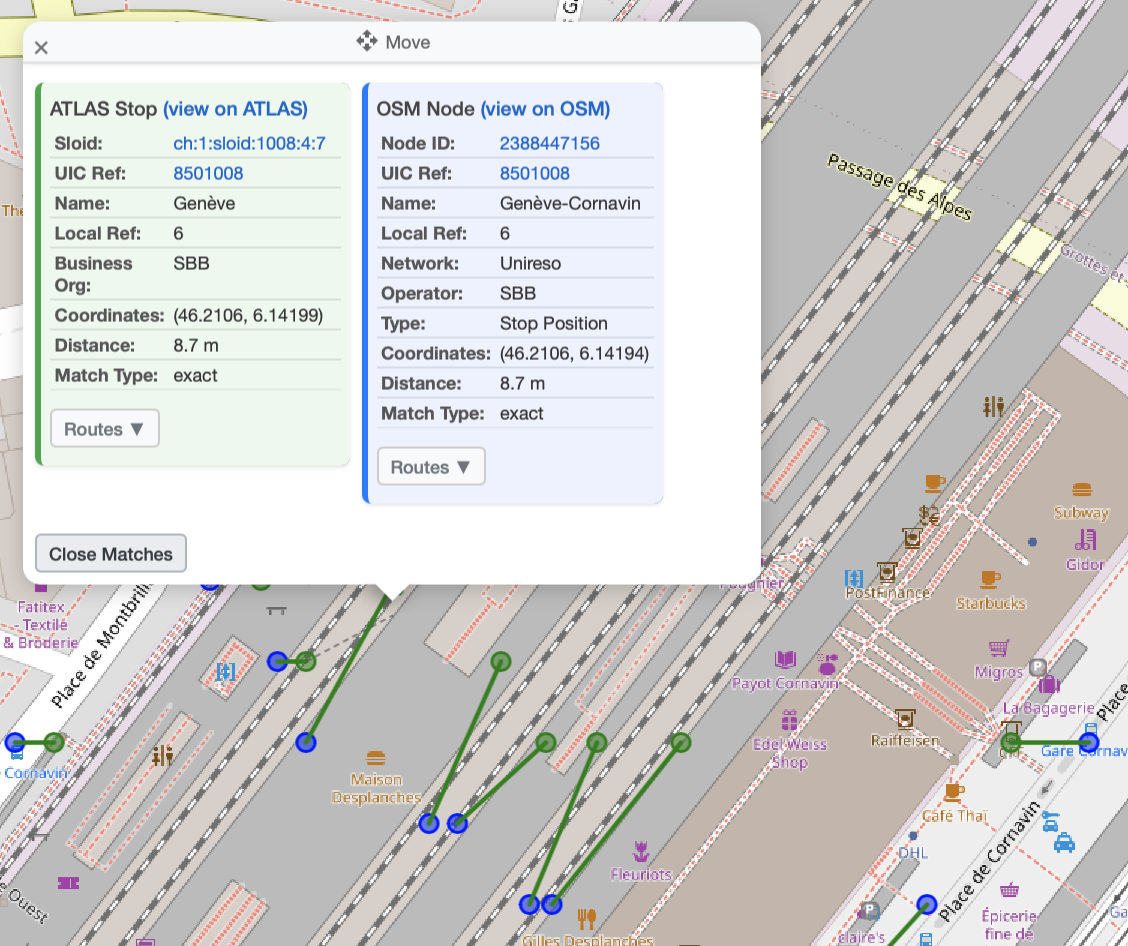 G
×
Move
ATLAS Stop (view on ATLAS)
Sloid: ch:1:sloid:1008:4:7
UIC Ref: 8501008
Name: Genève
Local Ref: 6
Business Org: SBB
Coordinates: (46.2106, 6.14199)
Distance: 8.7 m
Match Type: exact
Routes ▼
OSM Node (view on OSM)
Node ID: 2388447156
UIC Ref: 8501008
Name: Genève-Cornavin
Local Ref: 6
Network: Unireso
Operator: SBB
Type: Stop Position
Coordinates: (46.2106, 6.14194)
Distance: 8.7 m
Match Type: exact
Routes ▼
Close Matches
The
Passage des Alpes
Grottes et
Subway
Gidor
PostFinance
Starbucks
Fatitex
- Textile
& Broderie
Place de Montbrill
Migros
Payot Cornavin
La Bagagerie
Place
Edelweiss
Shop
Raiffeisen
Gare Cornav
Cornavin
Maison
Desplanches
Café Thaï
DHL
Fleuriots
Place de Cornavin
e Ouest
Épicerie
fine de
Ga
Claire's
Gilles Desplanches